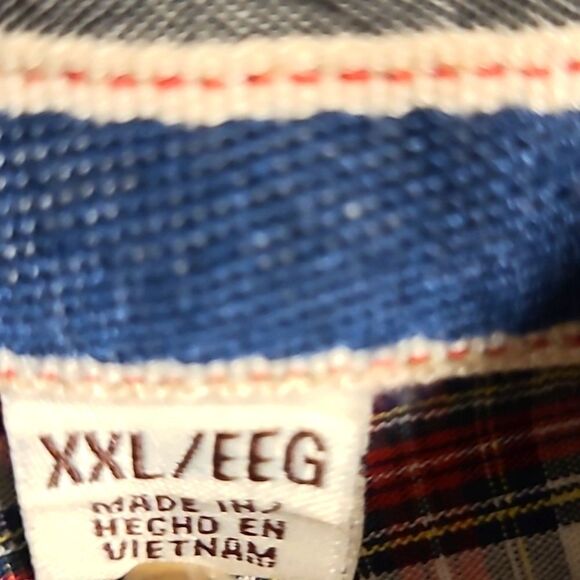 XXL/EEG
MADE IN/
HECHO EN
VIETNAM